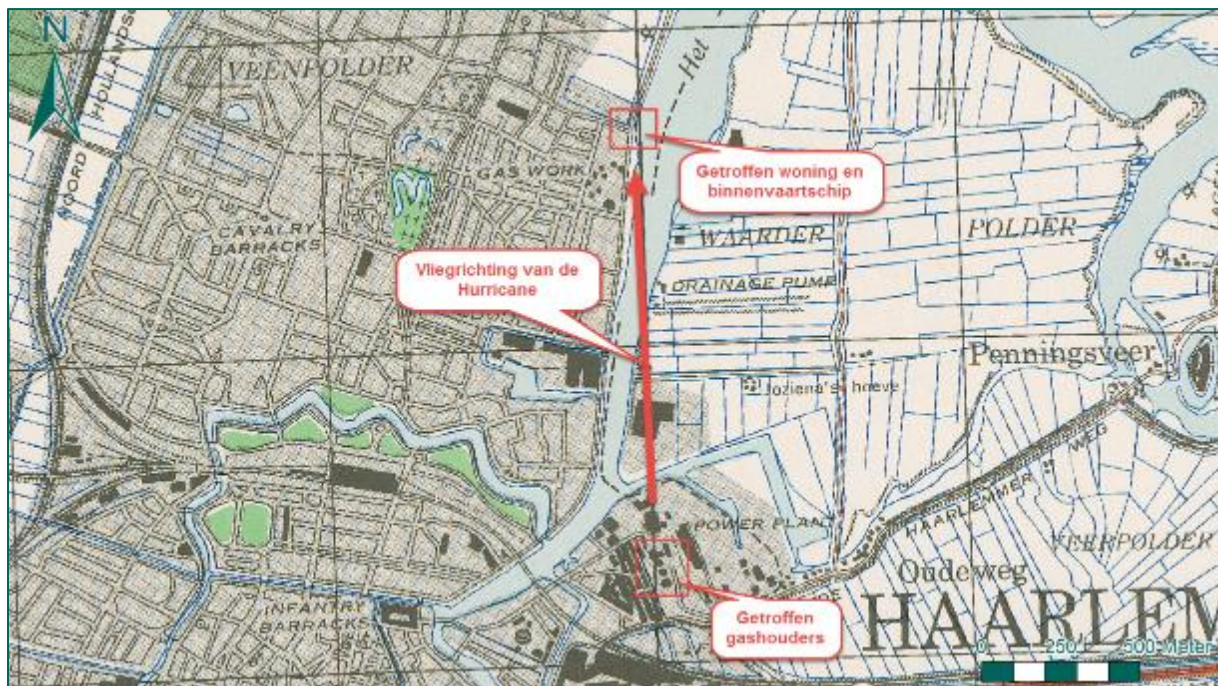 N
HOLLANDS
NOORD
VEENPOLDER
Het
GAS WORK
Getroffen woning en
binnenvaartschip
CAVALRY
BARRACKS
WAARDER
POLDER
Vliegrichting van de
Hurricane
DRAINAGE PUMP
Penningsveer
Joziena's hoeve
WEG
HAARLEMMER
POWER PLANT
VEERPOLDER
Oudeweg
INFANTRY
BARRACKS
HAARLEM
Getroffen
gashouders
0 250 500 Meter